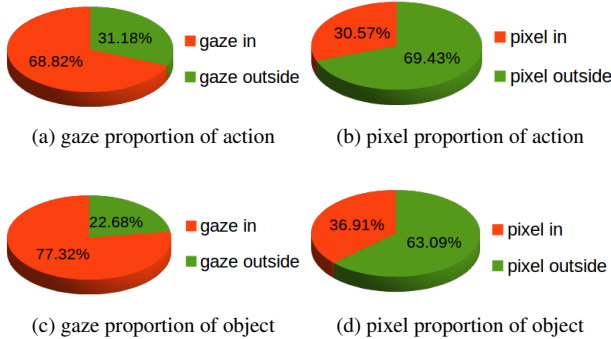 31.18%
68.82%
gaze in
gaze outside
30.57%
69.43%
pixel in
pixel outside
(a) gaze proportion of action
(b) pixel proportion of action
22.68%
77.32%
gaze in
gaze outside
36.91%
63.09%
pixel in
pixel outside
(c) gaze proportion of object
(d) pixel proportion of object